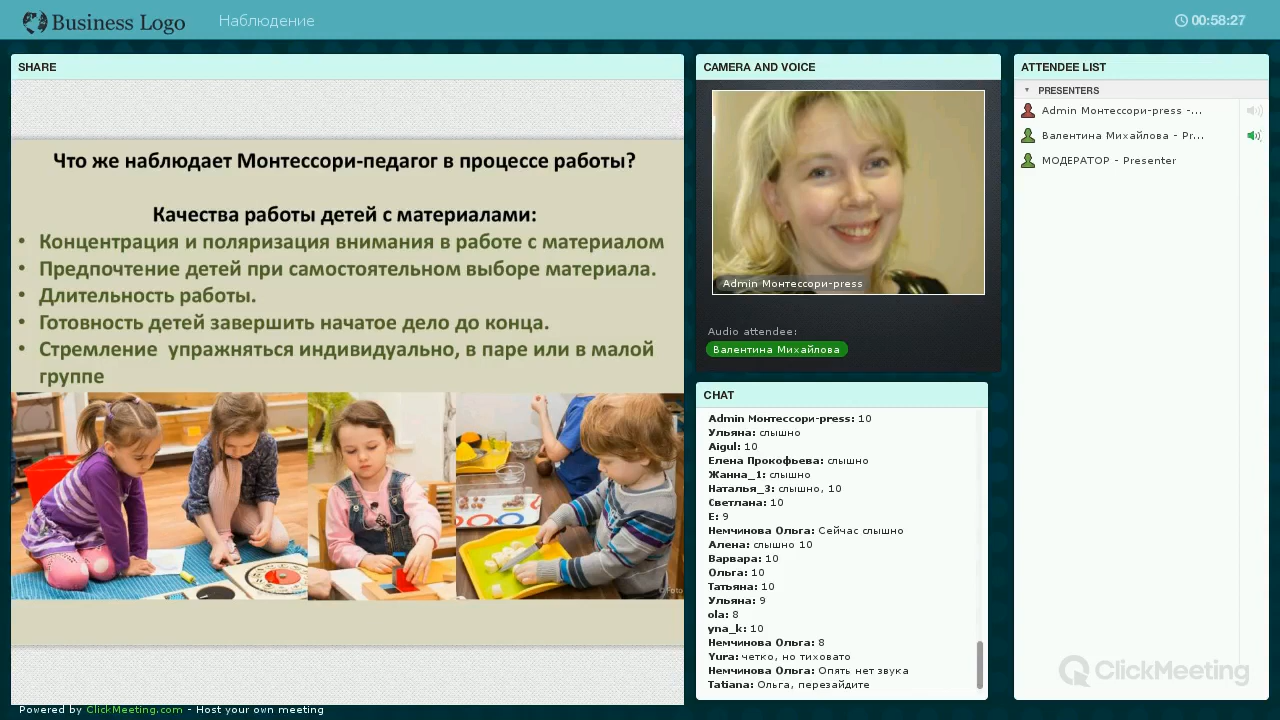 Business Logo
Наблюдение
00:58:27
SHARE
Что же наблюдает Монтессори-педагог в процессе работы?
Качества работы детей с материалами:
• Концентрация и поляризация внимания в работе с материалом
• Предпочтение детей при самостоятельном выборе материала.
• Длительность работы.
• Готовность детей завершить начатое дело до конца.
• Стремление упражняться индивидуально, в паре или в малой
группе
© Foto
CAMERA AND VOICE
Admin Монтессори-press
Audio attendee:
Валентина Михайлова
CHAT
Admin Монтессори-press: 10
Ульяна: слышно
Aigul: 10
Елена Прокофьева: слышно
Жанна_1: слышно
Наталья_3: слышно, 10
Светлана: 10
Е: 9
Немчинова Ольга: Сейчас слышно
Алена: слышно 10
Варвара: 10
Ольга: 10
Татьяна: 10
Ульяна: 9
ola: 8
yna_k: 10
Немчинова Ольга: 8
Yura: четко, но тиховато
Немчинова Ольга: Опять нет звука
Tatiana: Ольга, перезайдите
ATTENDEE LIST
PRESENTERS
Admin Монтессори-press -...
Валентина Михайлова - Pr...
МОДЕРАТОР - Presenter
ClickMeeting
Powered by ClickMeeting.com - Host your own meeting